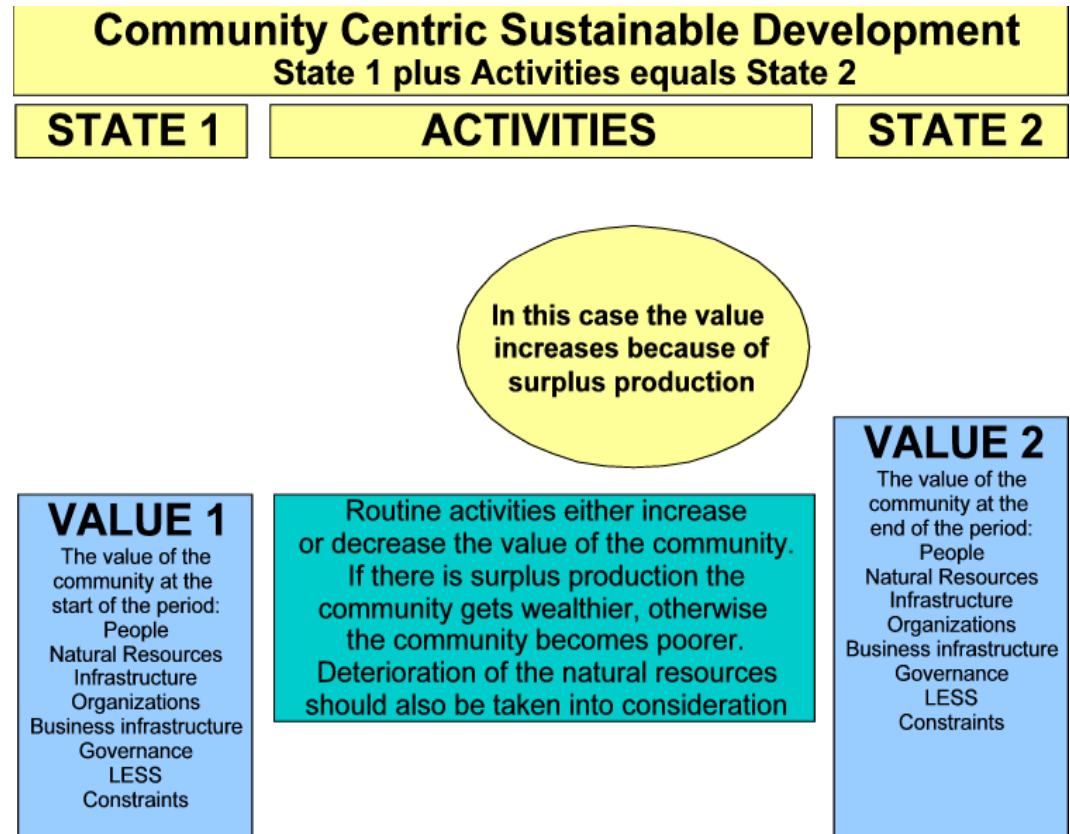 Community Centric Sustainable Development
State 1 plus Activities equals State 2
STATE 1
ACTIVITIES
STATE 2
In this case the value
increases because of
surplus production
VALUE 1
The value of the
community at the
start of the period:
People
Natural Resources
Infrastructure
Organizations
Business infrastructure
Governance
LESS
Constraints
Routine activities either increase
or decrease the value of the community.
If there is surplus production the
community gets wealthier, otherwise
the community becomes poorer.
Deterioration of the natural resources
should also be taken into consideration
VALUE 2
The value of the
community at the
end of the period:
People
Natural Resources
Infrastructure
Organizations
Business infrastructure
Governance
LESS
Constraints